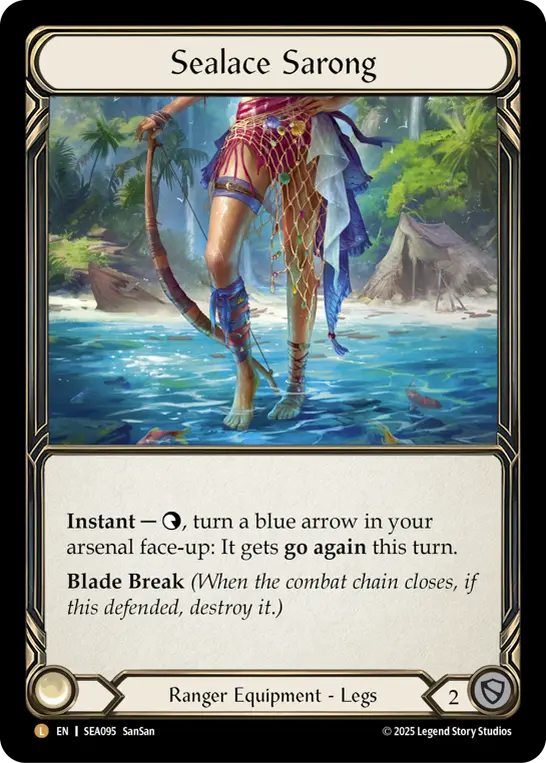 Sealace Sarong
Instant — , turn a blue arrow in your
arsenal face-up: It gets go again this turn.
Blade Break (When the combat chain closes, if
this defended, destroy it.)
Ranger Equipment - Legs
2
L EN | SEA095 SanSan
© 2025 Legend Story Studios